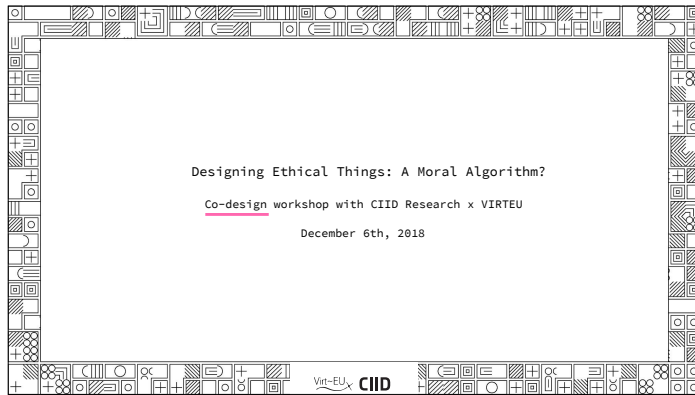 Designing Ethical Things: A Moral Algorithm?
Co-design workshop with CIID Research x VIRTEU
December 6th, 2018
Virt-EU x CIID